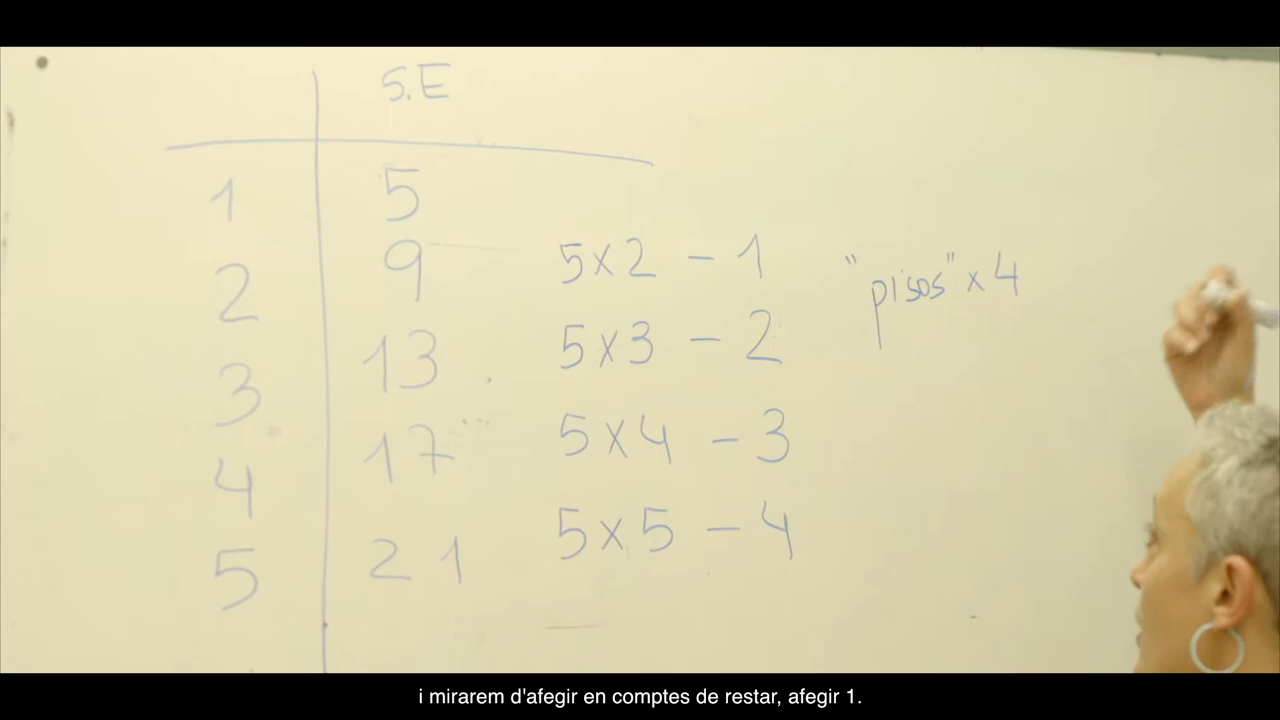 S.E
1 5
2 9 5x2 - 1 "pisos" x 4
3 13 5x3 - 2
4 17 5x4 - 3
5 21 5x5 - 4
i mirarem d'afegir en comptes de restar, afegir 1.